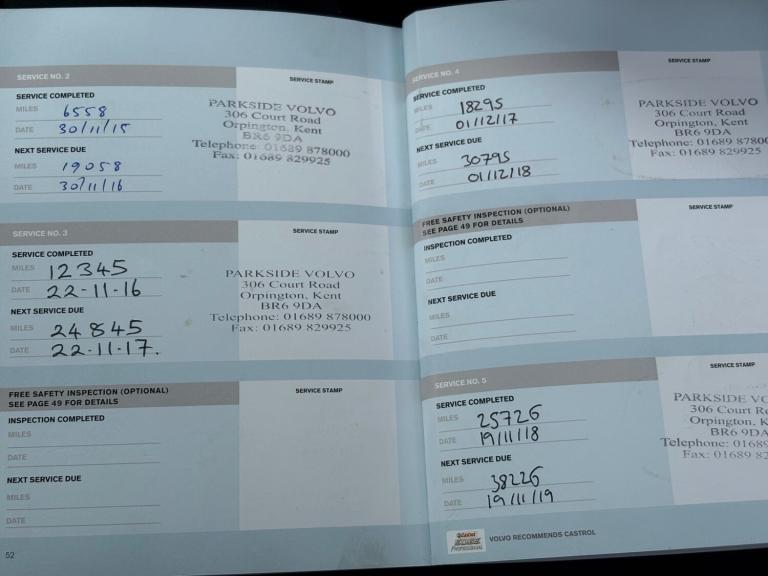 SERVICE NO. 2
SERVICE STAMP
SERVICE COMPLETED
MILES 6558
DATE 30/11/15
NEXT SERVICE DUE
MILES 19058
DATE 30/11/16
PARKSIDE VOLVO
306 Court Road
Orpington, Kent
BR6 9DA
Telephone: 01689 878000
Fax: 01689 829925
SERVICE NO. 3
SERVICE COMPLETED
MILES 12345
DATE 22-11-16
NEXT SERVICE DUE
MILES 24845
DATE 22-11-17.
PARKSIDE VOLVO
306 Court Road
Orpington, Kent
BR6 9DA
Telephone: 01689 878000
Fax: 01689 829925
FREE SAFETY INSPECTION (OPTIONAL)
SEE PAGE 49 FOR DETAILS
SERVICE STAMP
INSPECTION COMPLETED
MILES
DATE
NEXT SERVICE DUE
MILES
DATE
52
SERVICE NO. 4
SERVICE STAMP
SERVICE COMPLETED
MILES 18295
DATE 01/12/17
NEXT SERVICE DUE
MILES 30795
DATE 01/12/18
PARKSIDE VOLVO
306 Court Road
Orpington, Kent
BR6 9DA
Telephone: 01689 87800
Fax: 01689 829925
FREE SAFETY INSPECTION (OPTIONAL)
SEE PAGE 49 FOR DETAILS
SERVICE STAMP
INSPECTION COMPLETED
MILES
DATE
NEXT SERVICE DUE
MILES
DATE
SERVICE NO. 5
SERVICE STAMP
SERVICE COMPLETED
MILES 25726
DATE 19/11/18
NEXT SERVICE DUE
MILES 38226
DATE 19/11/19
PARKSIDE VO
306 Court R
Orpington, K
BR6 9DA
Telephone: 01689
Fax: 01689 82
Castrol
EDGE
Professional
VOLVO RECOMMENDS CASTROL